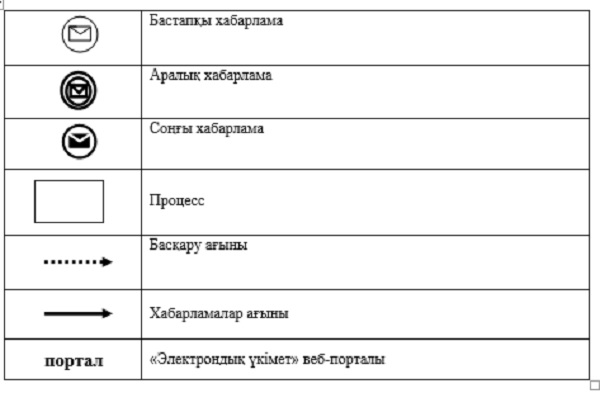 Бастапқы хабарлама
Аралық хабарлама
Соңғы хабарлама
Процесс
Басқару ағыны
Хабарламалар ағыны
портал «Электрондық үкімет» веб-порталы